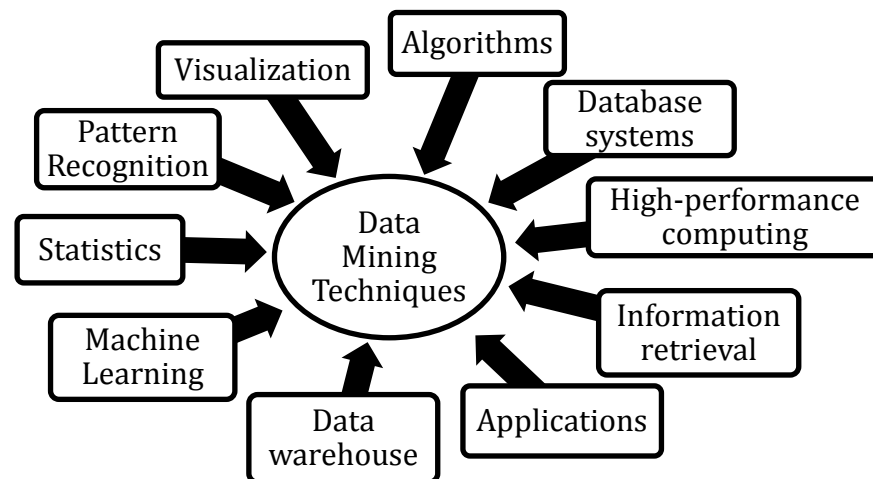 Algorithms
Visualization
Database
systems
Pattern
Recognition
High-performance
computing
Data
Mining
Techniques
Statistics
Information
retrieval
Machine
Learning
Applications
Data
warehouse